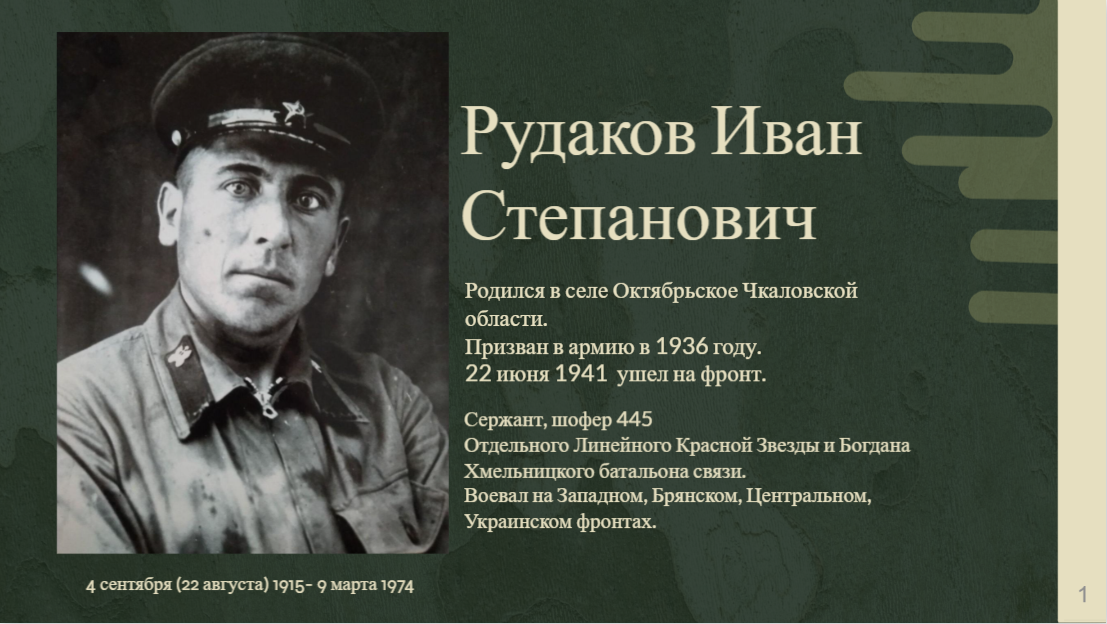 Рудаков Иван
Степанович
Родился в селе Октябрьское Чкаловской
области.
Призван в армию в 1936 году.
22 июня 1941 ушел на фронт.
Сержант, шофер 445
Отдельного Линейного Красной Звезды и Богдана
Хмельницкого батальона связи.
Воевал на Западном, Брянском, Центральном,
Украинском фронтах.
4 сентября (22 августа) 1915- 9 марта 1974
1